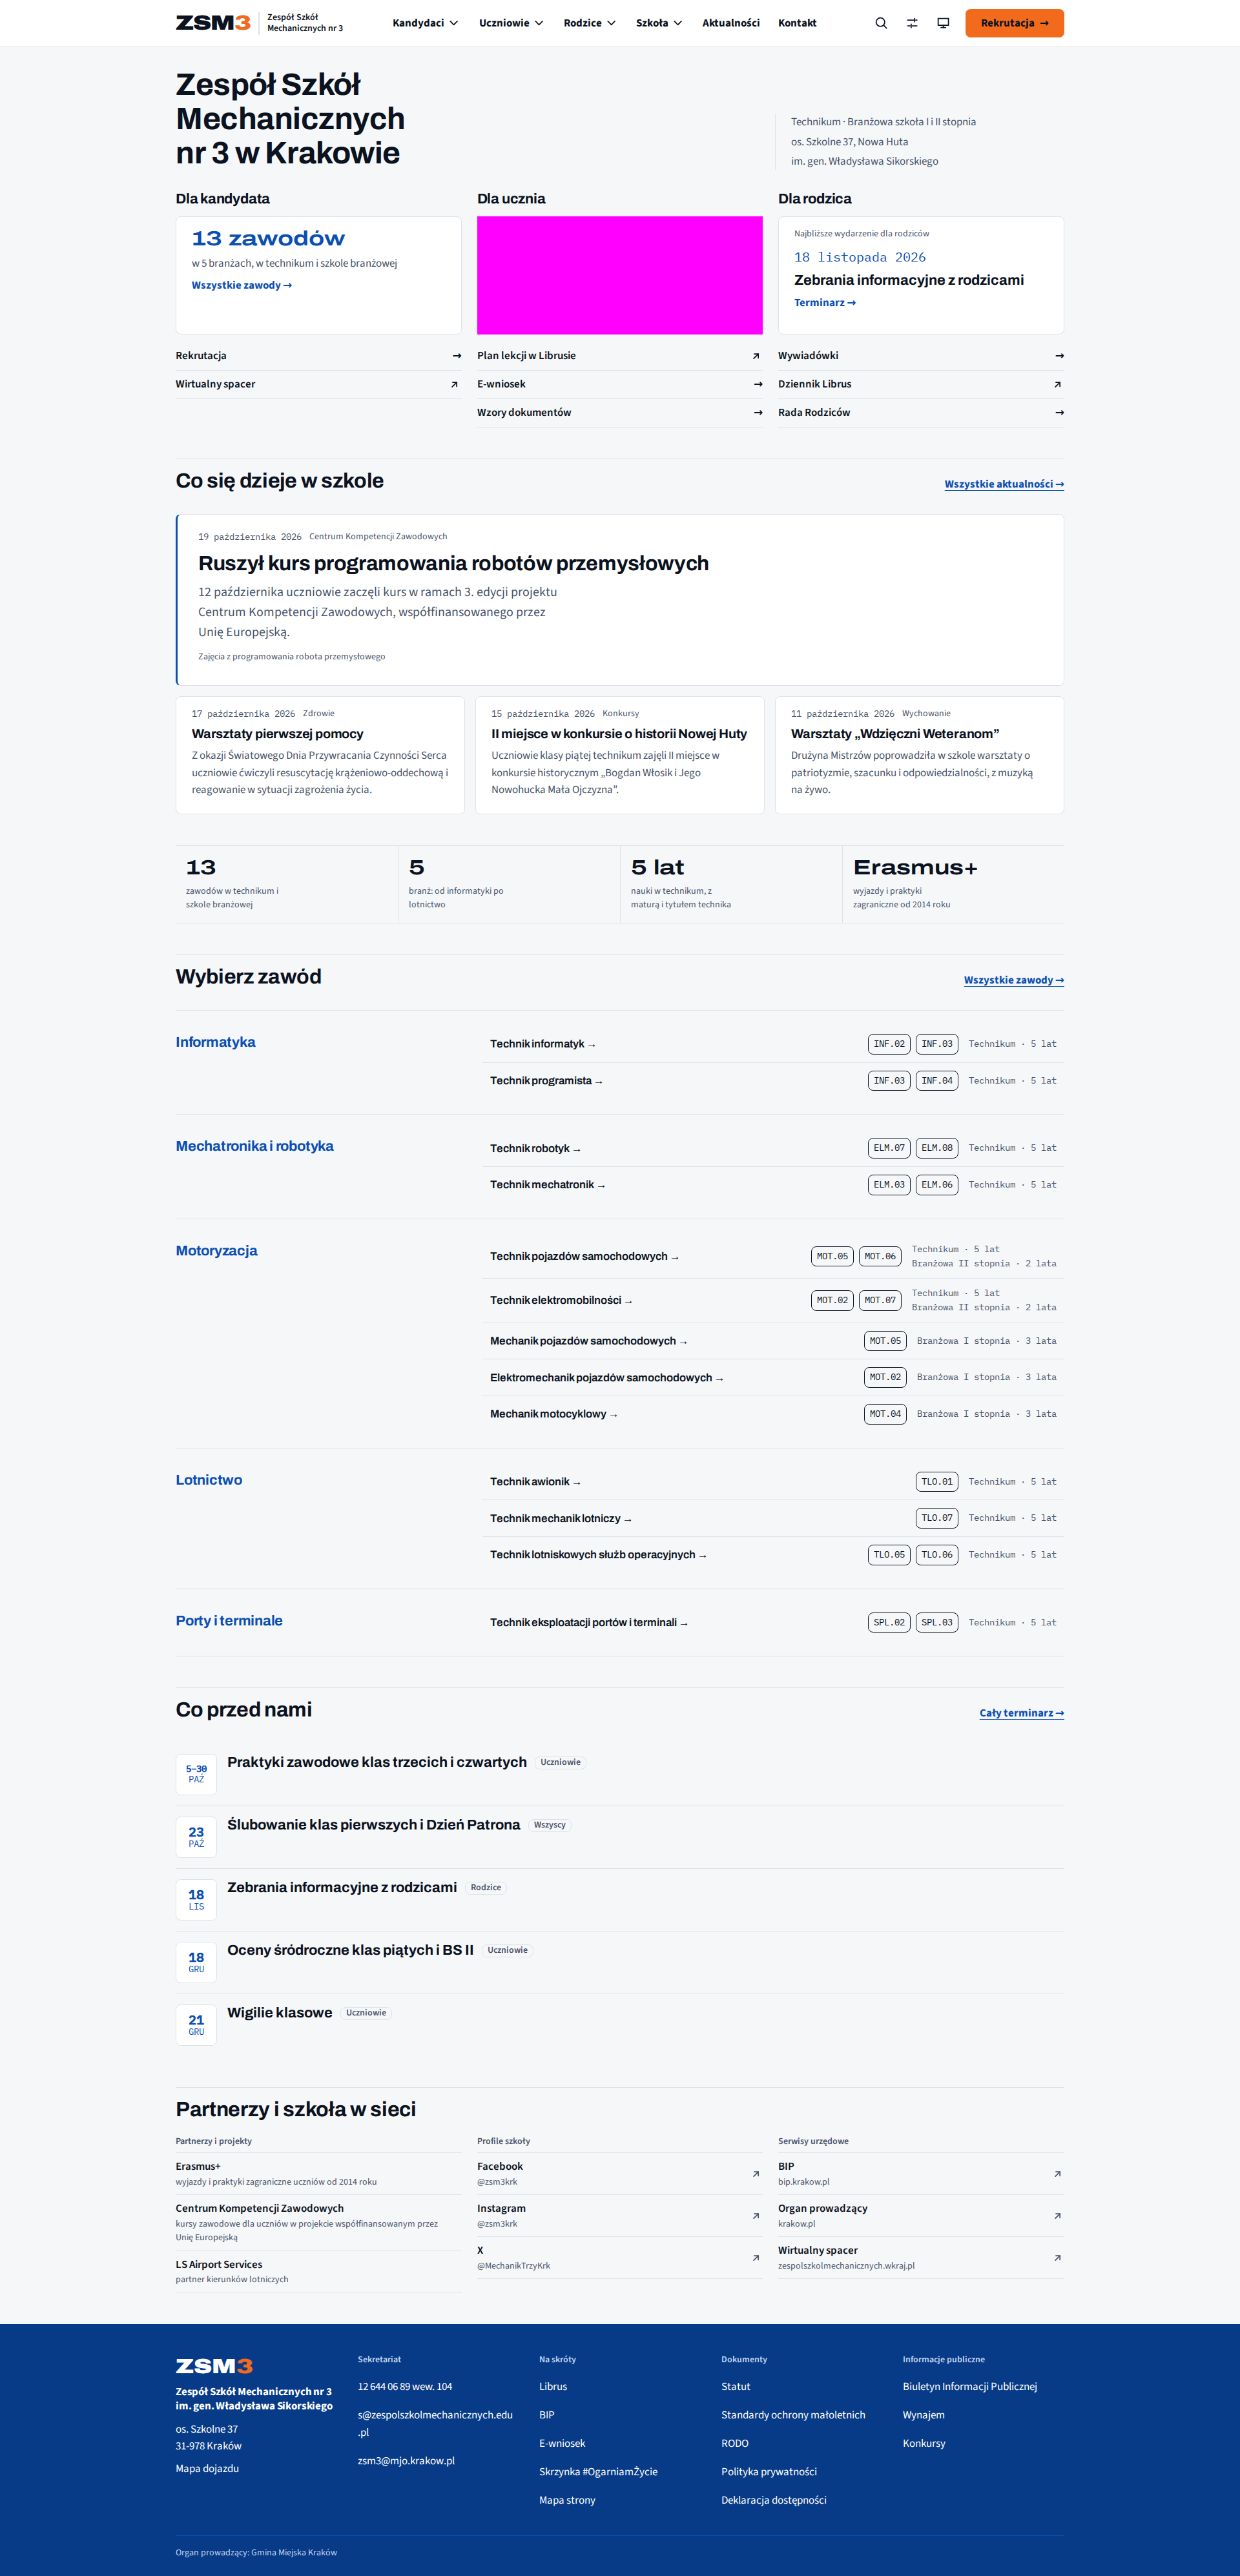 ZSM3
Zespół Szkół
Mechanicznych nr 3
Kandydaci
Uczniowie
Rodzice
Szkoła
Aktualności
Kontakt
Rekrutacja →
Zespół Szkół
Mechanicznych
nr 3 w Krakowie
Technikum · Branżowa szkoła I i II stopnia
os. Szkolne 37, Nowa Huta
im. gen. Władysława Sikorskiego
Dla kandydata
13 zawodów
w 5 branżach, w technikum i szkole branżowej
Wszystkie zawody →
Rekrutacja →
Wirtualny spacer ↗
Dla ucznia
Plan lekcji w Librusie ↗
E-wniosek →
Wzory dokumentów →
Dla rodzica
Najbliższe wydarzenie dla rodziców
18 listopada 2026
Zebrania informacyjne z rodzicami
Terminarz →
Wywiadówki →
Dziennik Librus ↗
Rada Rodziców →
Co się dzieje w szkole
Wszystkie aktualności →
19 października 2026 Centrum Kompetencji Zawodowych
Ruszył kurs programowania robotów przemysłowych
12 października uczniowie zaczęli kurs w ramach 3. edycji projektu
Centrum Kompetencji Zawodowych, współfinansowanego przez
Unię Europejską.
Zajęcia z programowania robota przemysłowego
17 października 2026 Zdrowie
Warsztaty pierwszej pomocy
Z okazji Światowego Dnia Przywracania Czynności Serca
uczniowie ćwiczyli resuscytację krążeniowo-oddechową i
reagowanie w sytuacji zagrożenia życia.
15 października 2026 Konkursy
II miejsce w konkursie o historii Nowej Huty
Uczniowie klasy piątej technikum zajęli II miejsce w
konkursie historycznym „Bogdan Włosik i Jego
Nowohucka Mała Ojczyzna”.
11 października 2026 Wychowanie
Warsztaty „Wdzięczni Weteranom”
Drużyna Mistrzów poprowadziła w szkole warsztaty o
patriotyzmie, szacunku i odpowiedzialności, z muzyką
na żywo.
13
zawodów w technikum i
szkole branżowej
5
branż: od informatyki po
lotnictwo
5 lat
nauki w technikum, z
maturą i tytułem technika
Erasmus+
wyjazdy i praktyki
zagraniczne od 2014 roku
Wybierz zawód
Wszystkie zawody →
Informatyka
Technik informatyk → INF.02 INF.03 Technikum · 5 lat
Technik programista → INF.03 INF.04 Technikum · 5 lat
Mechatronika i robotyka
Technik robotyk → ELM.07 ELM.08 Technikum · 5 lat
Technik mechatronik → ELM.03 ELM.06 Technikum · 5 lat
Motoryzacja
Technik pojazdów samochodowych → MOT.05 MOT.06 Technikum · 5 lat
Branżowa II stopnia · 2 lata
Technik elektromobilności → MOT.02 MOT.07 Technikum · 5 lat
Branżowa II stopnia · 2 lata
Mechanik pojazdów samochodowych → MOT.05 Branżowa I stopnia · 3 lata
Elektromechanik pojazdów samochodowych → MOT.02 Branżowa I stopnia · 3 lata
Mechanik motocyklowy → MOT.04 Branżowa I stopnia · 3 lata
Lotnictwo
Technik awionik → TLO.01 Technikum · 5 lat
Technik mechanik lotniczy → TLO.07 Technikum · 5 lat
Technik lotniskowych służb operacyjnych → TLO.05 TLO.06 Technikum · 5 lat
Porty i terminale
Technik eksploatacji portów i terminali → SPL.02 SPL.03 Technikum · 5 lat
Co przed nami
Cały terminarz →
5–30
PAŹ
Praktyki zawodowe klas trzecich i czwartych Uczniowie
23
PAŹ
Ślubowanie klas pierwszych i Dzień Patrona Wszyscy
18
LIS
Zebrania informacyjne z rodzicami Rodzice
18
GRU
Oceny śródroczne klas piątych i BS II Uczniowie
21
GRU
Wigilie klasowe Uczniowie
Partnerzy i szkoła w sieci
Partnerzy i projekty
Erasmus+
wyjazdy i praktyki zagraniczne uczniów od 2014 roku
Centrum Kompetencji Zawodowych
kursy zawodowe dla uczniów w projekcie współfinansowanym przez
Unię Europejską
LS Airport Services
partner kierunków lotniczych
Profile szkoły
Facebook ↗
@zsm3krk
Instagram ↗
@zsm3krk
X ↗
@MechanikTrzyKrk
Serwisy urzędowe
BIP ↗
bip.krakow.pl
Organ prowadzący ↗
krakow.pl
Wirtualny spacer ↗
zespolszkolmechanicznych.wkraj.pl
ZSM3
Zespół Szkół Mechanicznych nr 3
im. gen. Władysława Sikorskiego
os. Szkolne 37
31-978 Kraków
Mapa dojazdu
Sekretariat
12 644 06 89 wew. 104
s@zespolszkolmechanicznych.edu
.pl
zsm3@mjo.krakow.pl
Na skróty
Librus
BIP
E-wniosek
Skrzynka #OgarniamŻycie
Mapa strony
Dokumenty
Statut
Standardy ochrony małoletnich
RODO
Polityka prywatności
Deklaracja dostępności
Informacje publiczne
Biuletyn Informacji Publicznej
Wynajem
Konkursy
Organ prowadzący: Gmina Miejska Kraków